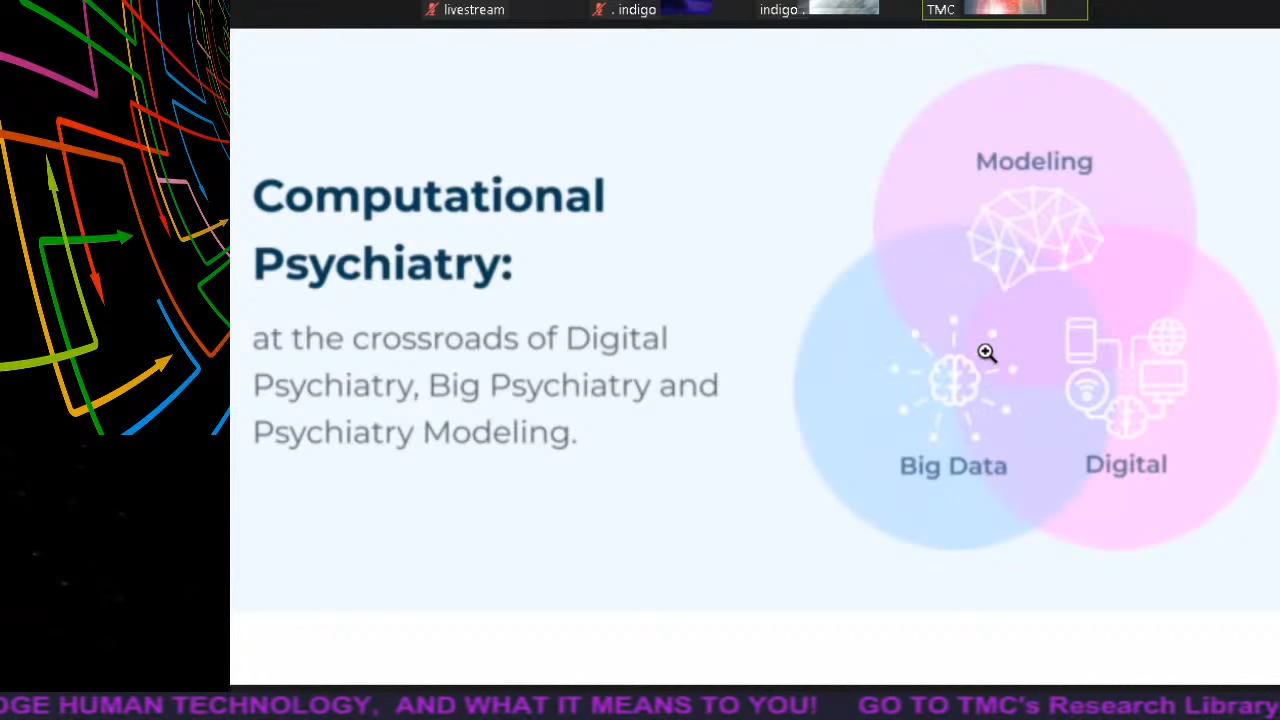 livestream
. indigo
indigo .
TMC
Modeling
Computational
Psychiatry:
at the crossroads of Digital
Psychiatry, Big Psychiatry and
Psychiatry Modeling.
Big Data
Digital
DGE HUMAN TECHNOLOGY, AND WHAT IT MEANS TO YOU! GO TO TMC's Research Library